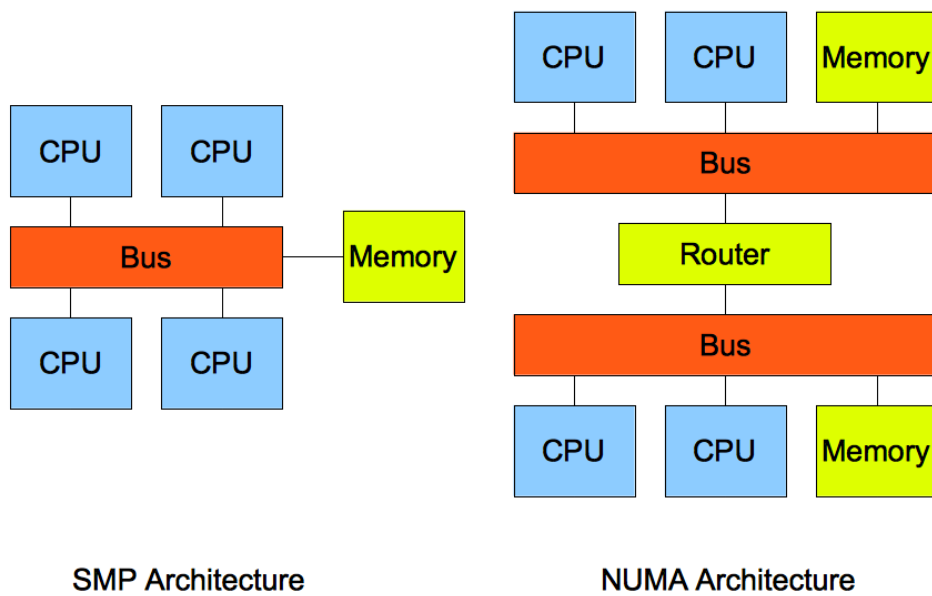 CPU
CPU
Bus
Memory
CPU
CPU
SMP Architecture
CPU
CPU
Memory
Bus
Router
Bus
CPU
CPU
Memory
NUMA Architecture